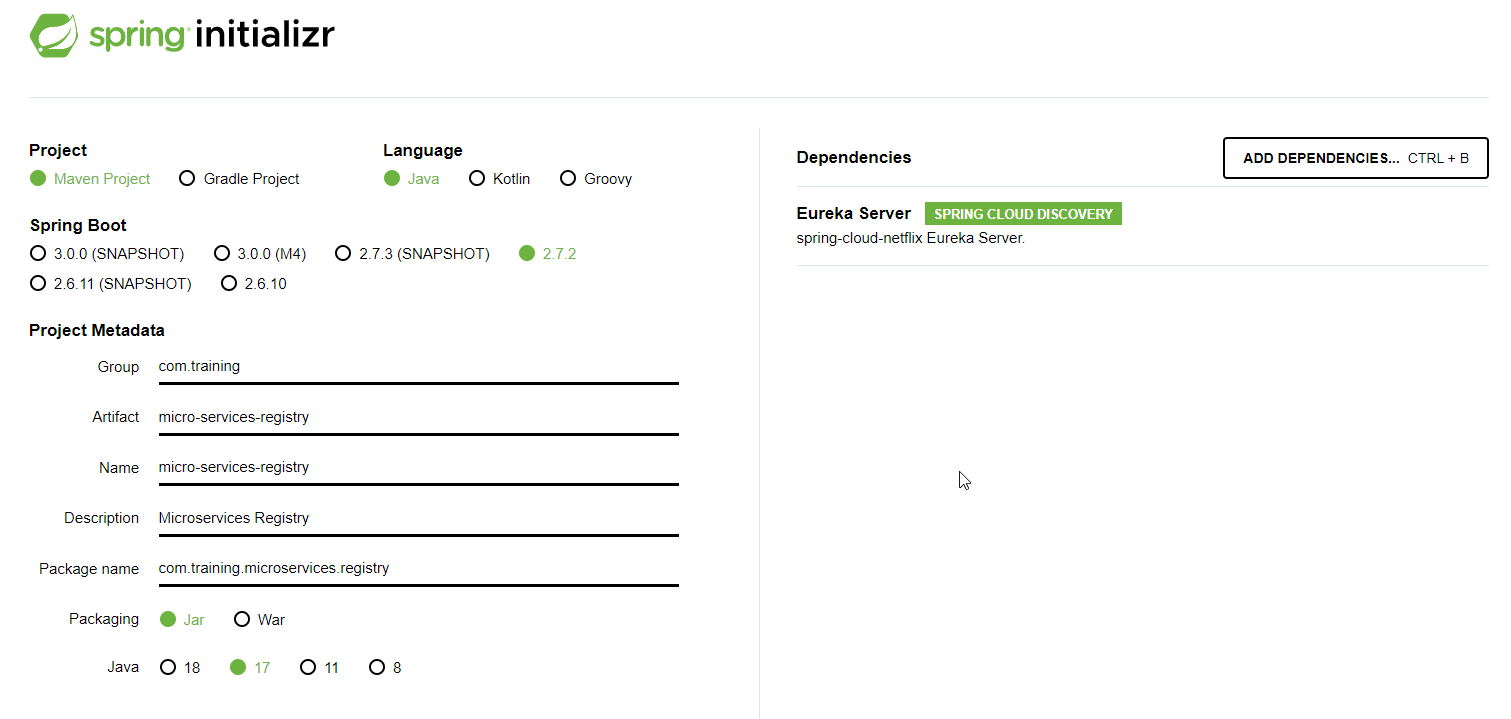 spring initializr
Project
Maven Project Gradle Project
Language
Java Kotlin Groovy
Spring Boot
3.0.0 (SNAPSHOT) 3.0.0 (M4) 2.7.3 (SNAPSHOT) 2.7.2
2.6.11 (SNAPSHOT) 2.6.10
Project Metadata
Group com.training
Artifact micro-services-registry
Name micro-services-registry
Description Microservices Registry
Package name com.training.microservices.registry
Packaging Jar War
Java 18 17 11 8
Dependencies
ADD DEPENDENCIES... CTRL + B
Eureka Server SPRING CLOUD DISCOVERY
spring-cloud-netflix Eureka Server.